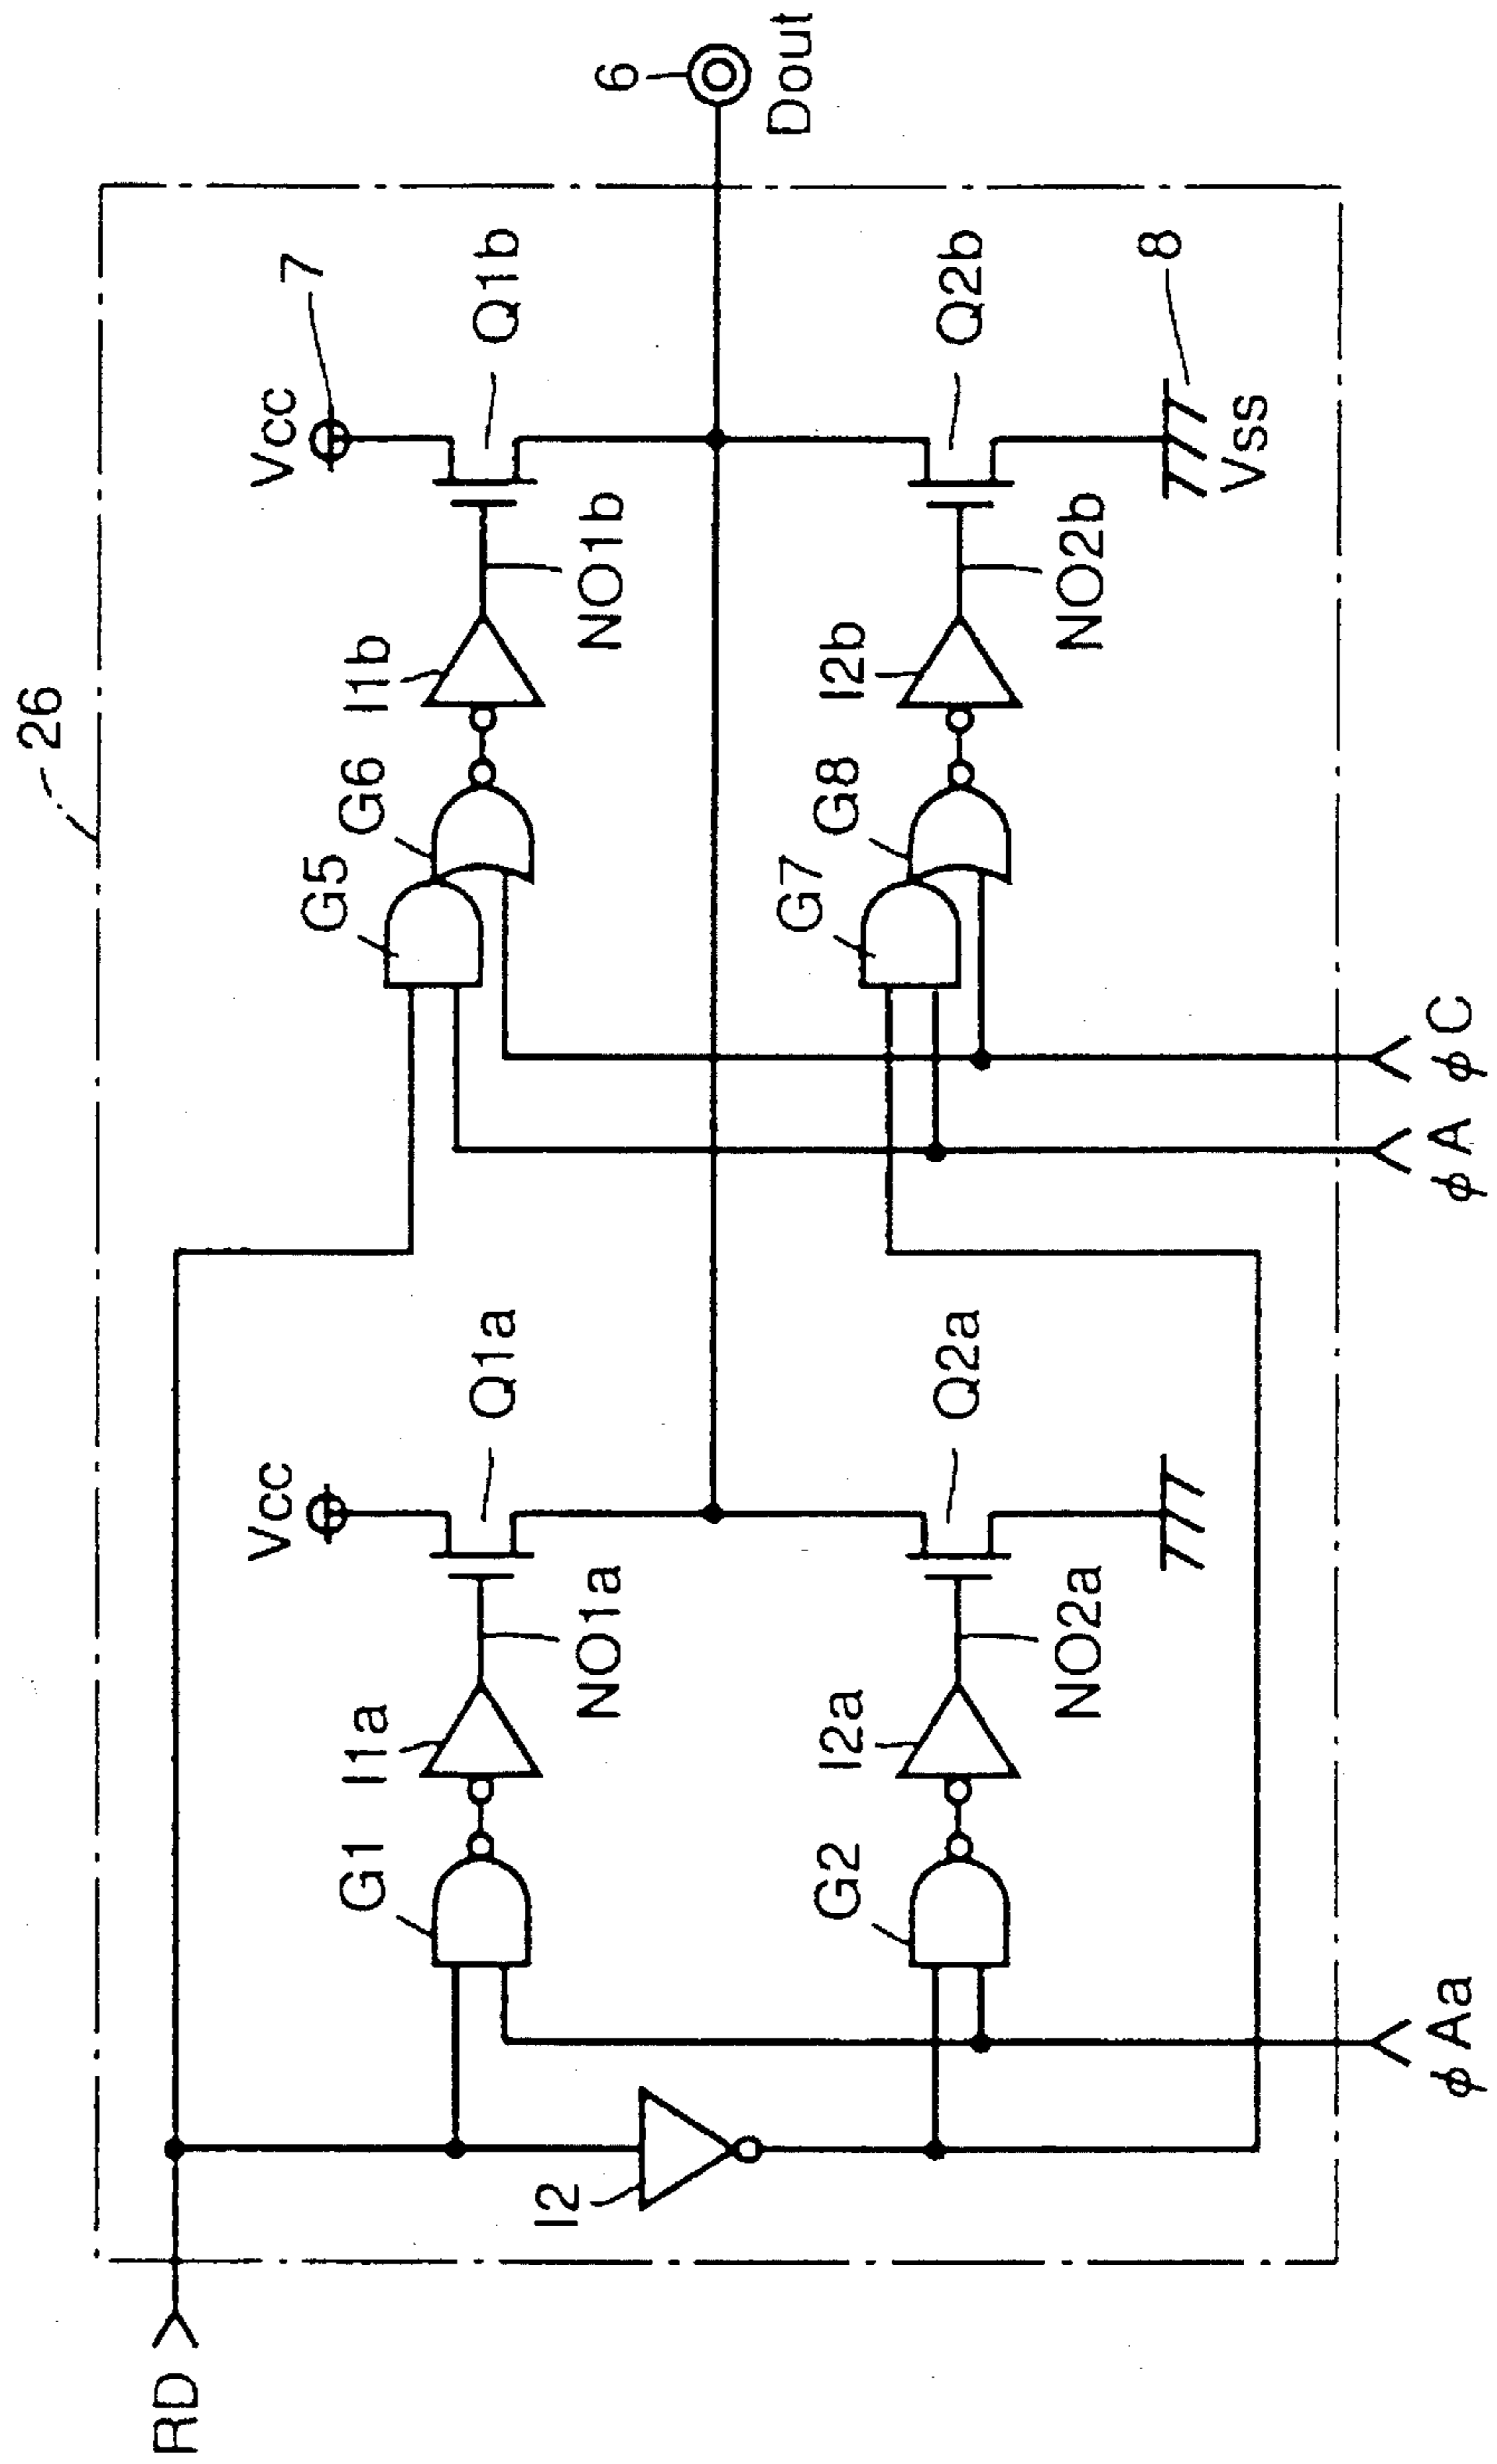 26
Vcc
7
Vcc
G5
G6
I1b
Q1b
G1
I1a
Q1a
NO1b
NO1a
6
I2
Dout
G7
G8
I2b
Q2b
G2
I2a
Q2a
NO2b
NO2a
8
Vss
RD
φAa
φA
φC